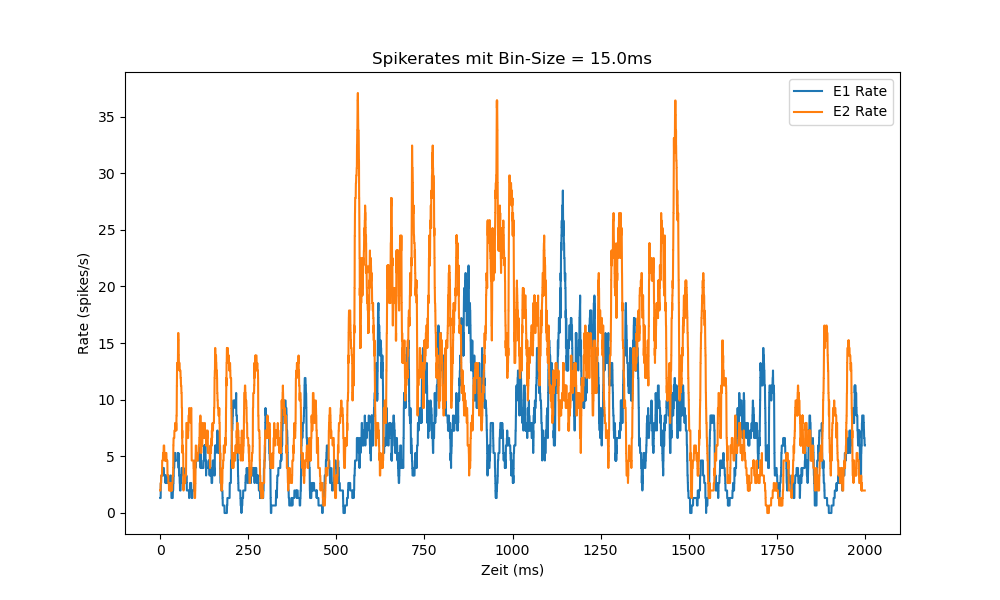 Spikerates mit Bin-Size = 15.0ms
E1 Rate
E2 Rate
Rate (spikes/s)
35
30
25
20
15
10
5
0
0 250 500 750 1000 1250 1500 1750 2000
Zeit (ms)